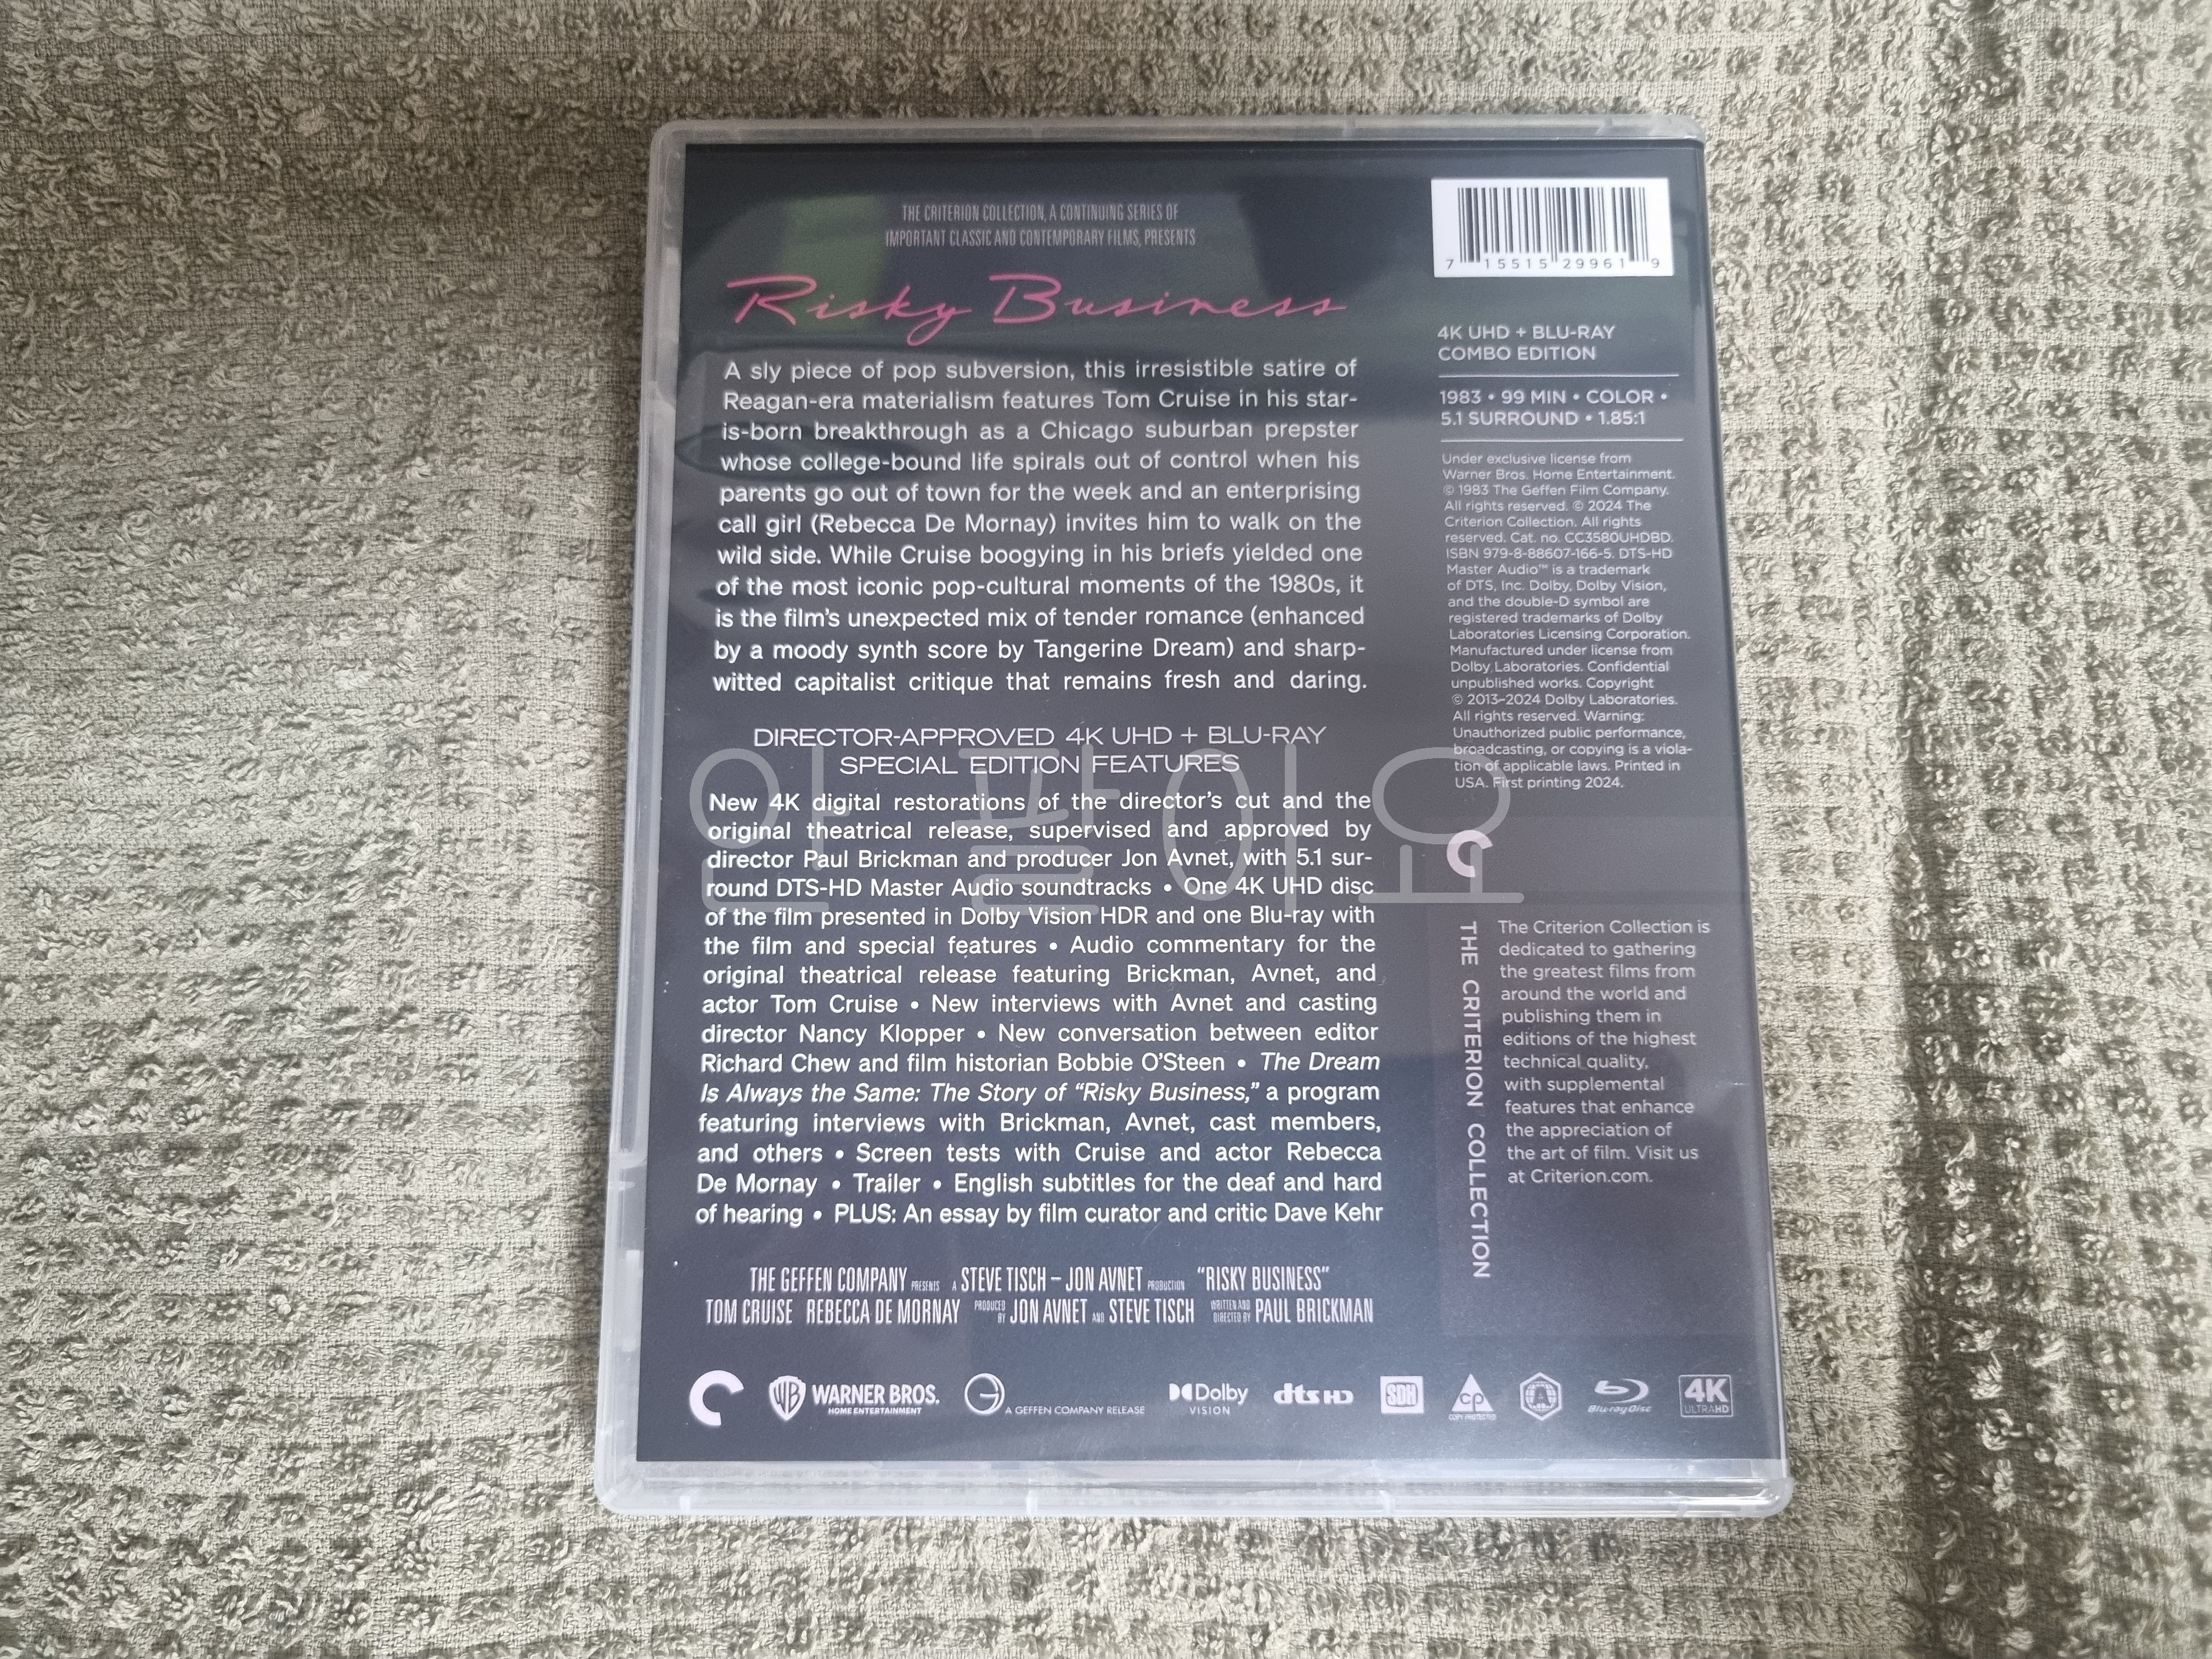 THE CRITERION COLLECTION, A CONTINUING SERIES OF
IMPORTANT CLASSIC AND CONTEMPORARY FILMS, PRESENTS
Risky Business
A sly piece of pop subversion, this irresistible satire of
Reagan-era materialism features Tom Cruise in his star-
is-born breakthrough as a Chicago suburban prepster
whose college-bound life spirals out of control when his
parents go out of town for the week and an enterprising
call girl (Rebecca De Mornay) invites him to walk on the
wild side. While Cruise boogying in his briefs yielded one
of the most iconic pop-cultural moments of the 1980s, it
is the film's unexpected mix of tender romance (enhanced
by a moody synth score by Tangerine Dream) and sharp-
witted capitalist critique that remains fresh and daring.
DIRECTOR-APPROVED 4K UHD + BLU-RAY
SPECIAL EDITION FEATURES
New 4K digital restorations of the director's cut and the
original theatrical release, supervised and approved by
director Paul Brickman and producer Jon Avnet, with 5.1 sur-
round DTS-HD Master Audio soundtracks • One 4K UHD disc
of the film presented in Dolby Vision HDR and one Blu-ray with
the film and special features • Audio commentary for the
original theatrical release featuring Brickman, Avnet, and
actor Tom Cruise • New interviews with Avnet and casting
director Nancy Klopper • New conversation between editor
Richard Chew and film historian Bobbie O'Steen • The Dream
Is Always the Same: The Story of "Risky Business," a program
featuring interviews with Brickman, Avnet, cast members,
and others • Screen tests with Cruise and actor Rebecca
De Mornay • Trailer • English subtitles for the deaf and hard
of hearing • PLUS: An essay by film curator and critic Dave Kehr
THE GEFFEN COMPANY PRESENTS A STEVE TISCH – JON AVNET PRODUCTION "RISKY BUSINESS"
TOM CRUISE REBECCA DE MORNAY PRODUCED BY JON AVNET AND STEVE TISCH WRITTEN AND DIRECTED BY PAUL BRICKMAN
7 15515 29961 9
4K UHD + BLU-RAY
COMBO EDITION
1983 • 99 MIN • COLOR •
5.1 SURROUND • 1.85:1
Under exclusive license from
Warner Bros. Home Entertainment.
© 1983 The Geffen Film Company.
All rights reserved. © 2024 The
Criterion Collection. All rights
reserved. Cat. no. CC3580UHDBD.
ISBN 979-8-88607-166-5. DTS-HD
Master Audio™ is a trademark
of DTS, Inc. Dolby, Dolby Vision,
and the double-D symbol are
registered trademarks of Dolby
Laboratories Licensing Corporation.
Manufactured under license from
Dolby Laboratories. Confidential
unpublished works. Copyright
© 2013–2024 Dolby Laboratories.
All rights reserved. Warning:
Unauthorized public performance,
broadcasting, or copying is a viola-
tion of applicable laws. Printed in
USA. First printing 2024.
THE CRITERION COLLECTION
The Criterion Collection is
dedicated to gathering
the greatest films from
around the world and
publishing them in
editions of the highest
technical quality,
with supplemental
features that enhance
the appreciation of
the art of film. Visit us
at Criterion.com.
WB WARNER BROS. HOME ENTERTAINMENT
G A GEFFEN COMPANY RELEASE
Dolby VISION
dts HD
SDH
cp COPY PROTECTED
Blu-ray Disc
4K ULTRA HD
안 팔아요